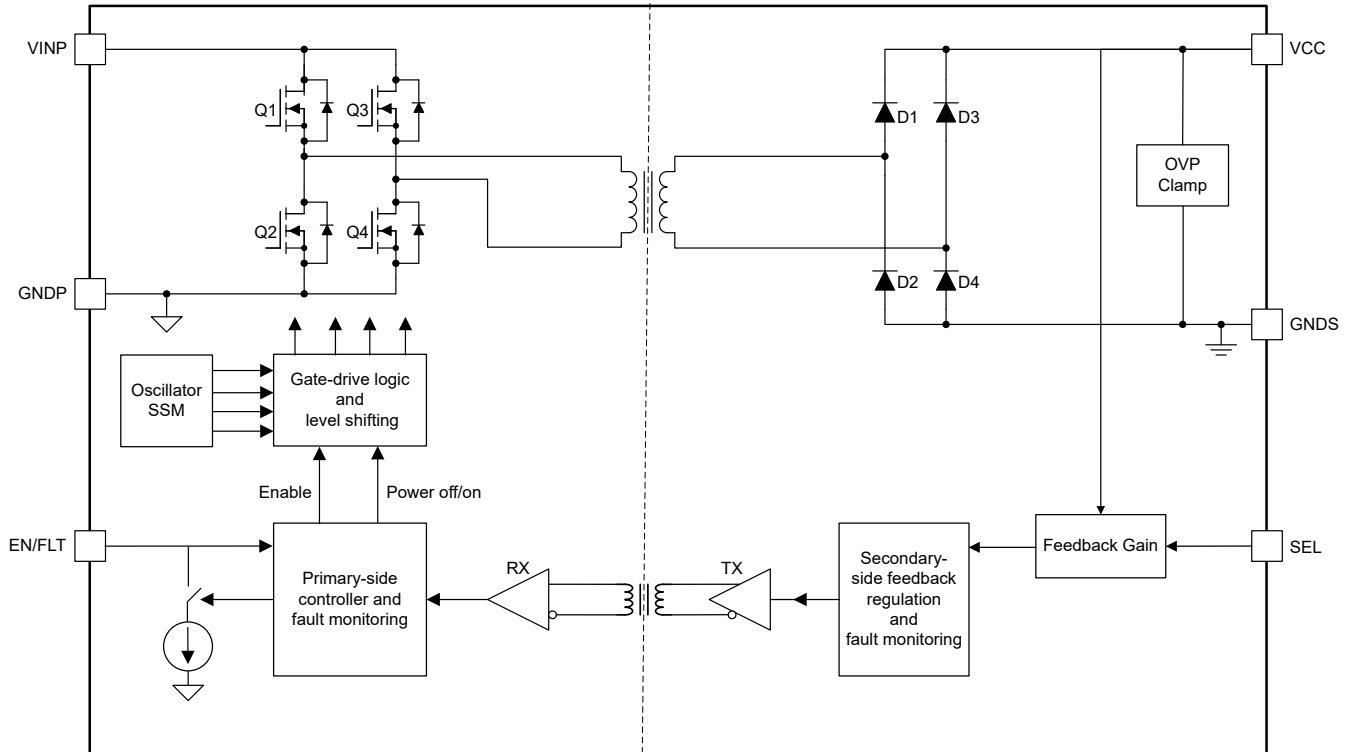 VINP
VCC
Q1
Q3
D1
D3
OVP
Clamp
Q2
Q4
D2
D4
GNDP
GNDS
Oscillator
SSM
Gate-drive logic
and
level shifting
Enable
Power off/on
EN/FLT
Primary-side
controller and
fault monitoring
RX
TX
Secondary-
side feedback
regulation
and
fault monitoring
Feedback Gain
SEL